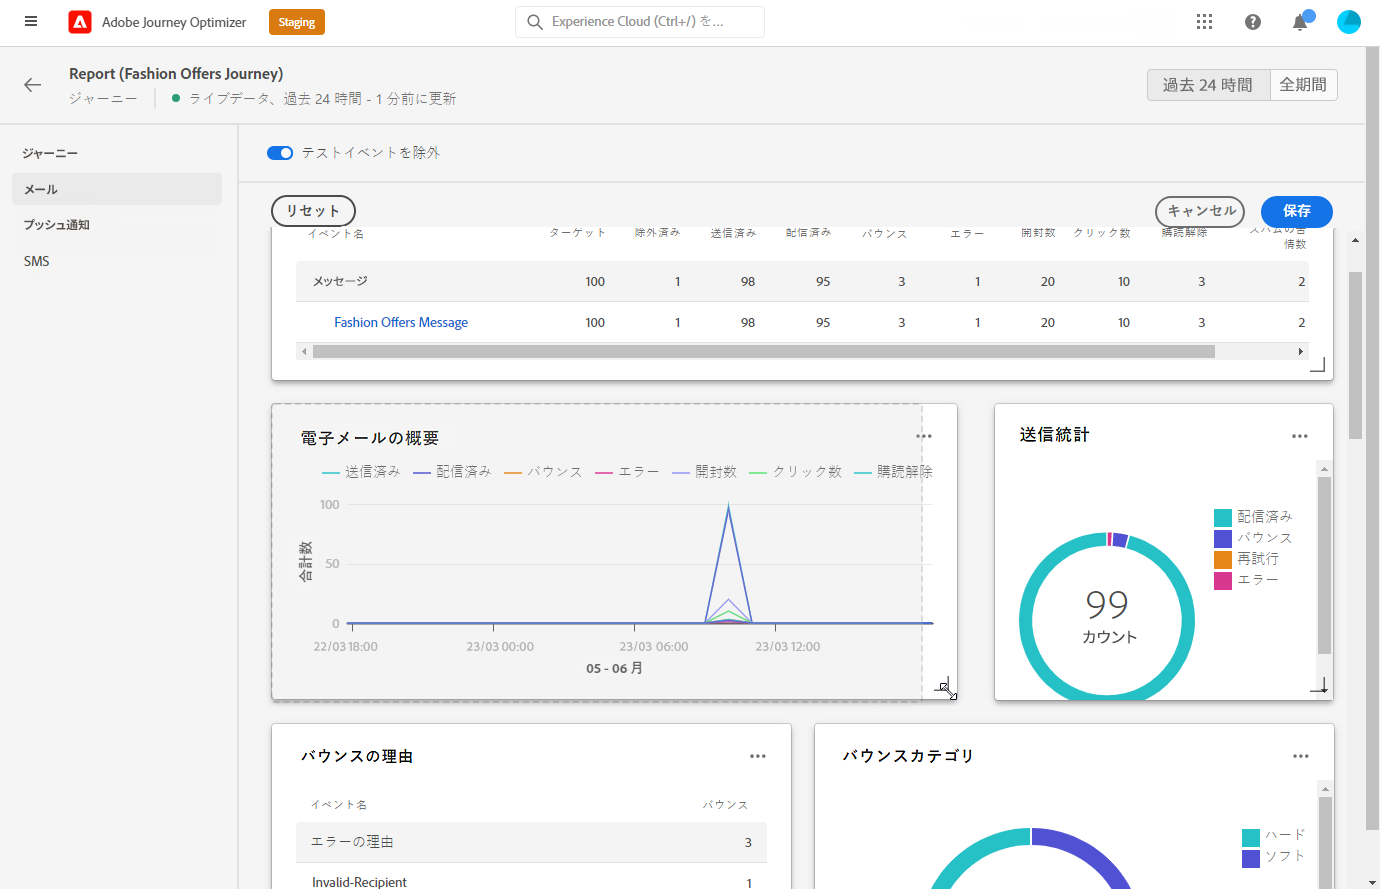 Adobe Journey Optimizer
Staging
Experience Cloud (Ctrl+/) を...
Report (Fashion Offers Journey)
ジャーニー
ライブデータ、過去 24 時間 - 1 分前に更新
過去 24 時間
全期間
ジャーニー
メール
プッシュ通知
SMS
テストイベントを除外
リセット
キャンセル
保存
イベント名 ターゲット 除外済み 送信済み 配信済み バウンス エラー 開封数 クリック数 購読解除 スパムの苦
情数
メッセージ 100 1 98 95 3 1 20 10 3 2
Fashion Offers Message 100 1 98 95 3 1 20 10 3 2
電子メールの概要
送信済み 配信済み バウンス エラー 開封数 クリック数 購読解除
合計数
100
50
0
22/03 18:00 23/03 00:00 23/03 06:00 23/03 12:00
05 - 06 月
送信統計
99
カウント
配信済み
バウンス
再試行
エラー
バウンスの理由
イベント名 バウンス
エラーの理由 3
Invalid-Recipient 1
バウンスカテゴリ
ハード
ソフト